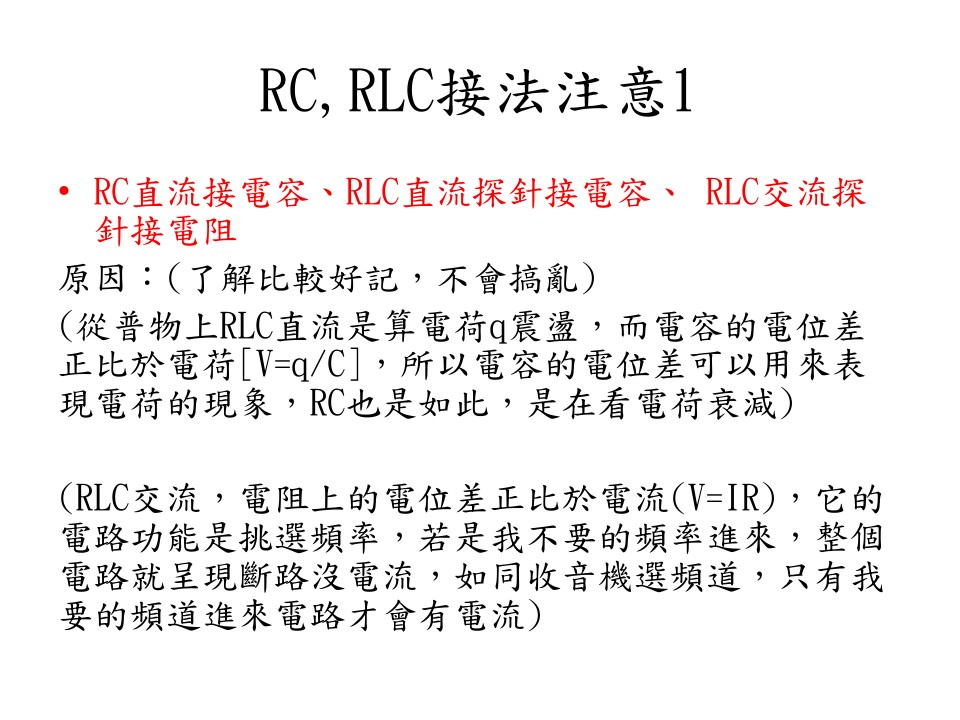 RC,RLC接法注意1
• RC直流接電容、RLC直流探針接電容、 RLC交流探
針接電阻
原因：(了解比較好記，不會搞亂)
(從普物上RLC直流是算電荷q震盪，而電容的電位差
正比於電荷[V=q/C]，所以電容的電位差可以用來表
現電荷的現象，RC也是如此，是在看電荷衰減)
(RLC交流，電阻上的電位差正比於電流(V=IR)，它的
電路功能是挑選頻率，若是我不要的頻率進來，整個
電路就呈現斷路沒電流，如同收音機選頻道，只有我
要的頻道進來電路才會有電流)